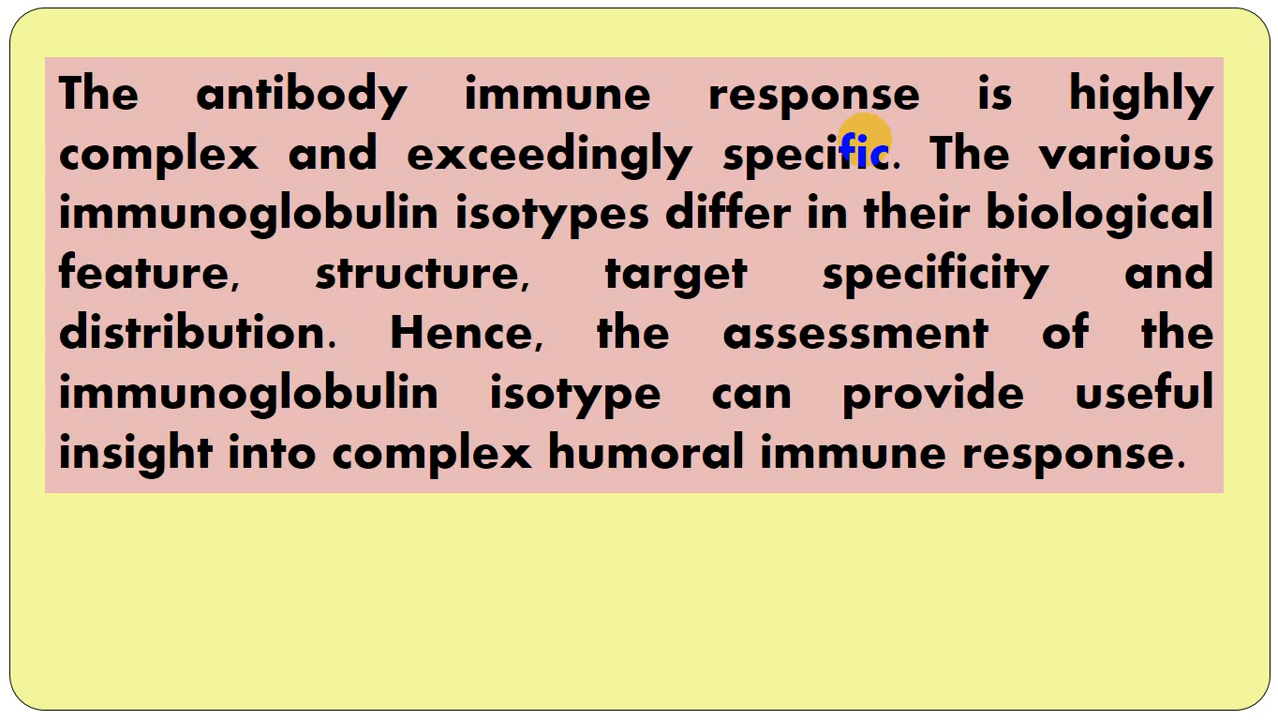 The antibody immune response is highly
complex and exceedingly specific. The various
immunoglobulin isotypes differ in their biological
feature, structure, target specificity and
distribution. Hence, the assessment of the
immunoglobulin isotype can provide useful
insight into complex humoral immune response.